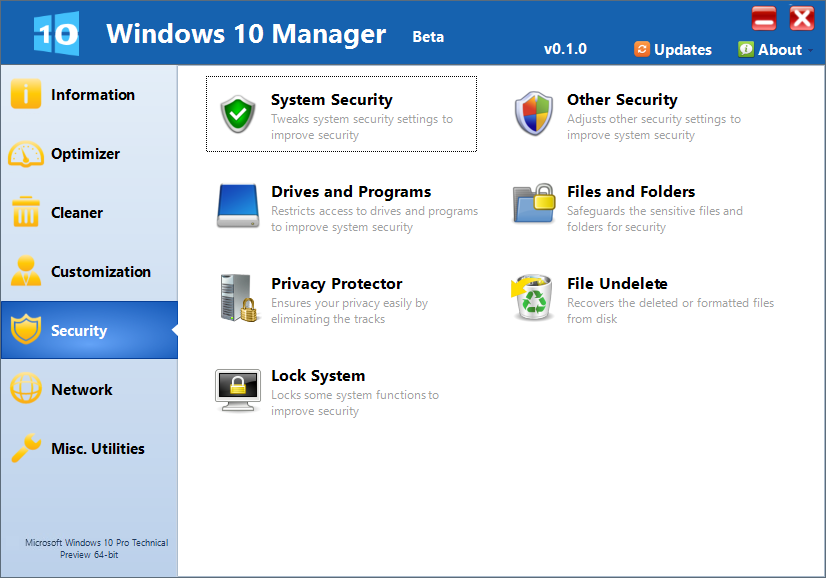 10 Windows 10 Manager Beta
v0.1.0 Updates About
Information
Optimizer
Cleaner
Customization
Security
Network
Misc. Utilities
Microsoft Windows 10 Pro Technical
Preview 64-bit
System Security
Tweaks system security settings to
improve security
Other Security
Adjusts other security settings to
improve system security
Drives and Programs
Restricts access to drives and programs
to improve system security
Files and Folders
Safeguards the sensitive files and
folders for security
Privacy Protector
Ensures your privacy easily by
eliminating the tracks
File Undelete
Recovers the deleted or formatted files
from disk
Lock System
Locks some system functions to
improve security